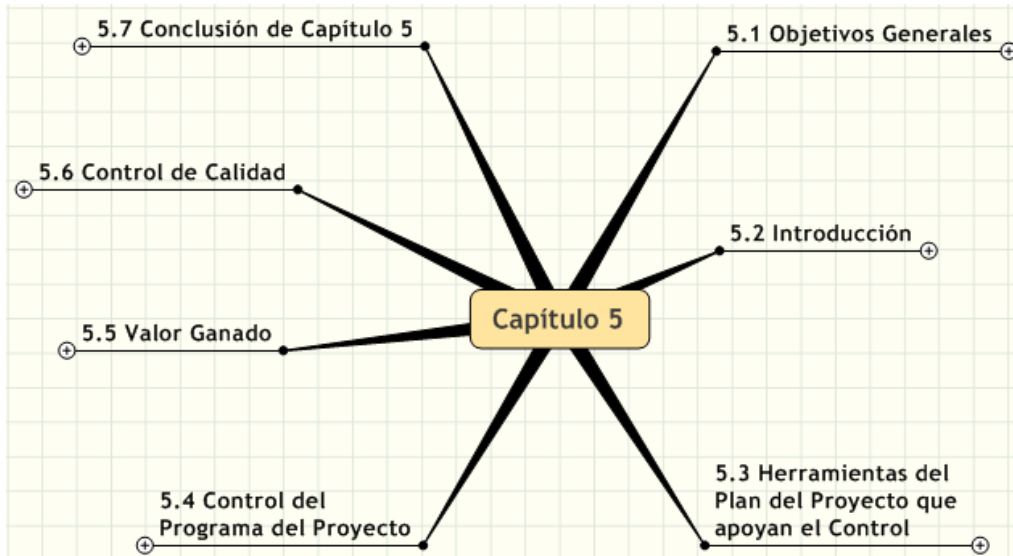 Capítulo 5
5.1 Objetivos Generales
5.2 Introducción
5.3 Herramientas del
Plan del Proyecto que
apoyan el Control
5.4 Control del
Programa del Proyecto
5.5 Valor Ganado
5.6 Control de Calidad
5.7 Conclusión de Capítulo 5